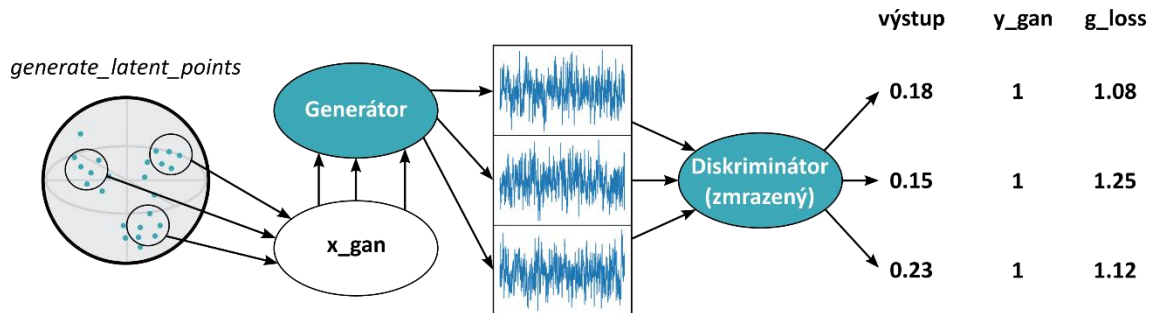 výstup y_gan g_loss
generate_latent_points
Generátor
0.18 1 1.08
Diskriminátor
(zmrazený)
0.15 1 1.25
x_gan
0.23 1 1.12